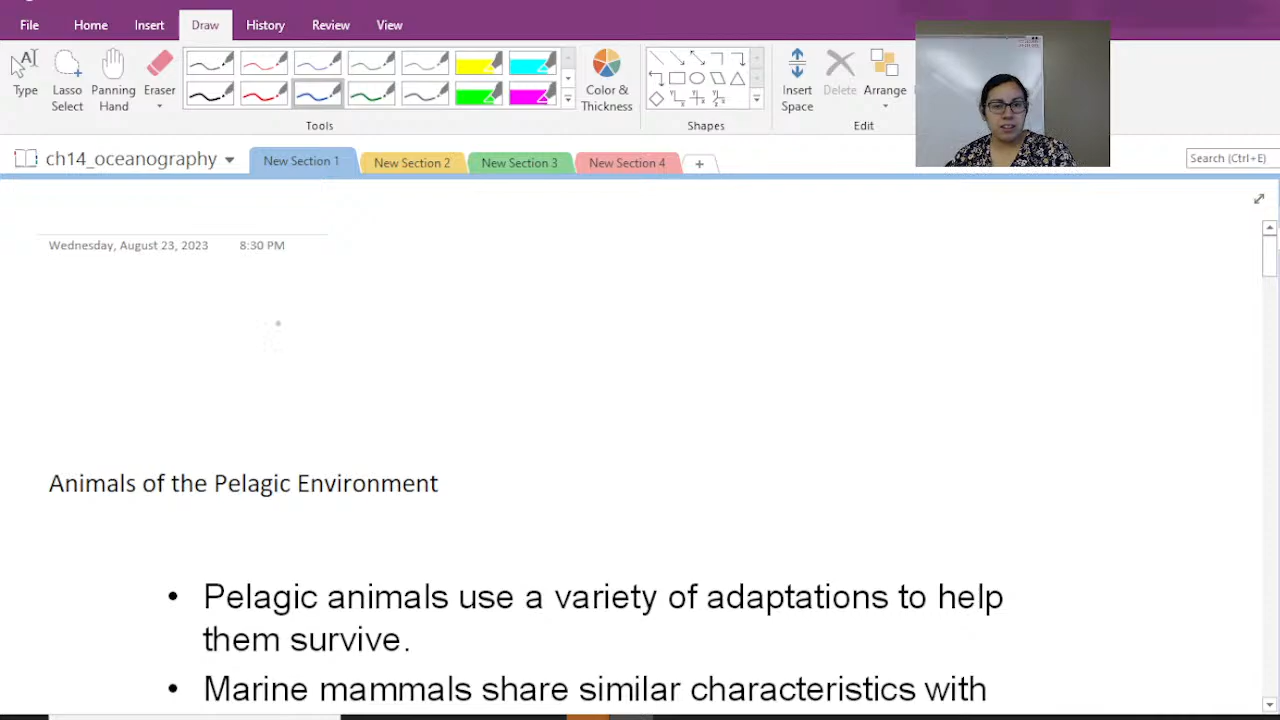 File Home Insert Draw History Review View
Type Lasso Select Panning Hand Eraser Color & Thickness Insert Space Delete Arrange
Tools Shapes Edit
ch14_oceanography New Section 1 New Section 2 New Section 3 New Section 4 + Search (Ctrl+E)
Wednesday, August 23, 2023 8:30 PM
Animals of the Pelagic Environment
• Pelagic animals use a variety of adaptations to help
them survive.
• Marine mammals share similar characteristics with